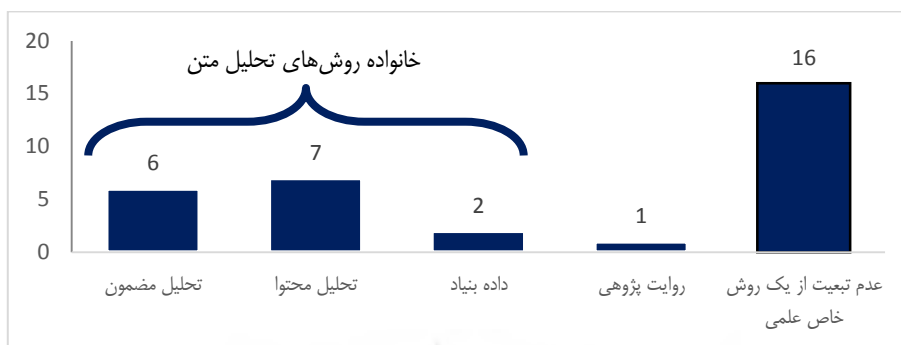 20
15
10
5
0
خانواده روش‌های تحلیل متن
6
7
2
1
16
تحلیل مضمون
تحلیل محتوا
داده بنیاد
روایت پژوهی
عدم تبعیت از یک روش
خاص علمی